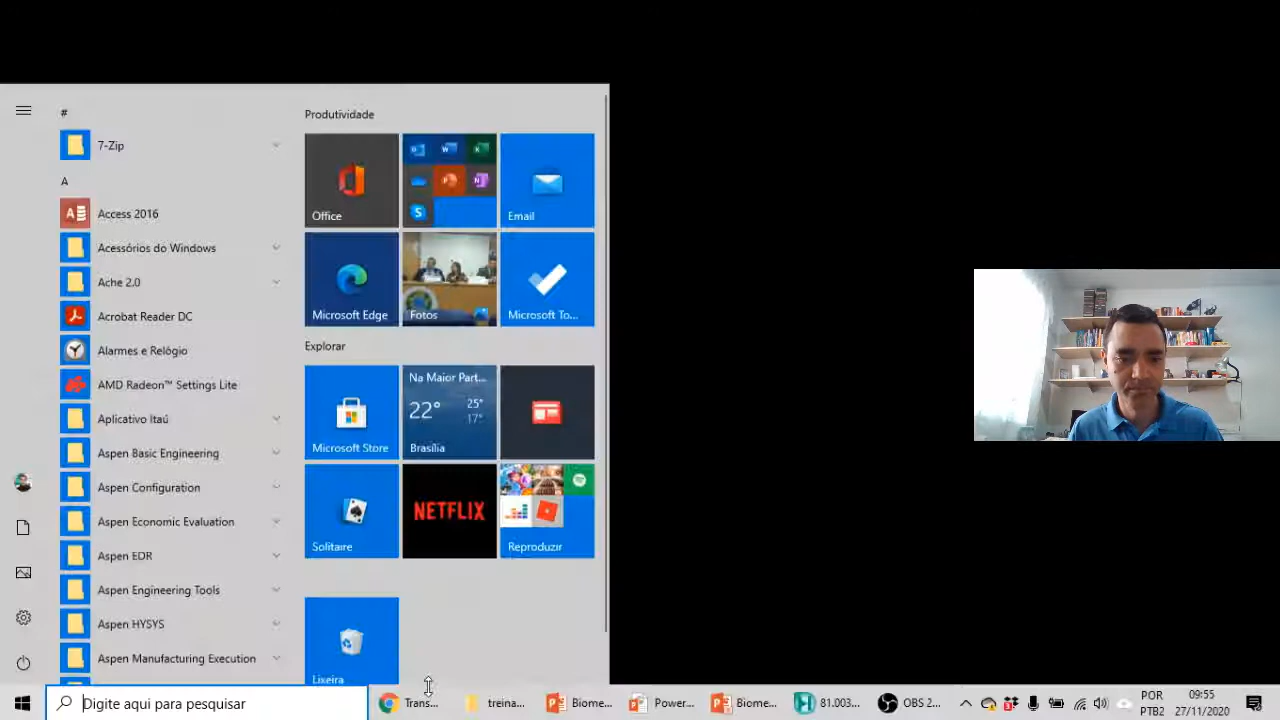 #
7-Zip
A
Access 2016
Acessórios do Windows
Ache 2.0
Acrobat Reader DC
Alarmes e Relógio
AMD Radeon™ Settings Lite
Aplicativo Itaú
Aspen Basic Engineering
Aspen Configuration
Aspen Economic Evaluation
Aspen EDR
Aspen Engineering Tools
Aspen HYSYS
Aspen Manufacturing Execution
Produtividade
Office
Email
Microsoft Edge
Fotos
Microsoft To...
Explorar
Microsoft Store
Na Maior Part...
22°
25°
17°
Brasília
Solitaire
NETFLIX
Reproduzir
Lixeira
Digite aqui para pesquisar
Trans...
treina...
Biome...
Power...
Biome...
81.003...
OBS 2...
POR
PTB2
09:55
27/11/2020